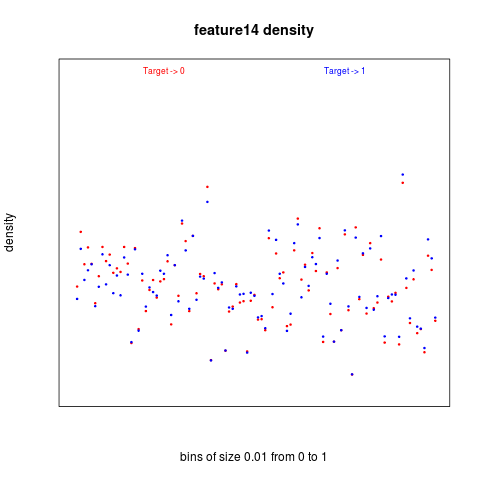 feature14 density
Target -> 0
Target -> 1
density
bins of size 0.01 from 0 to 1